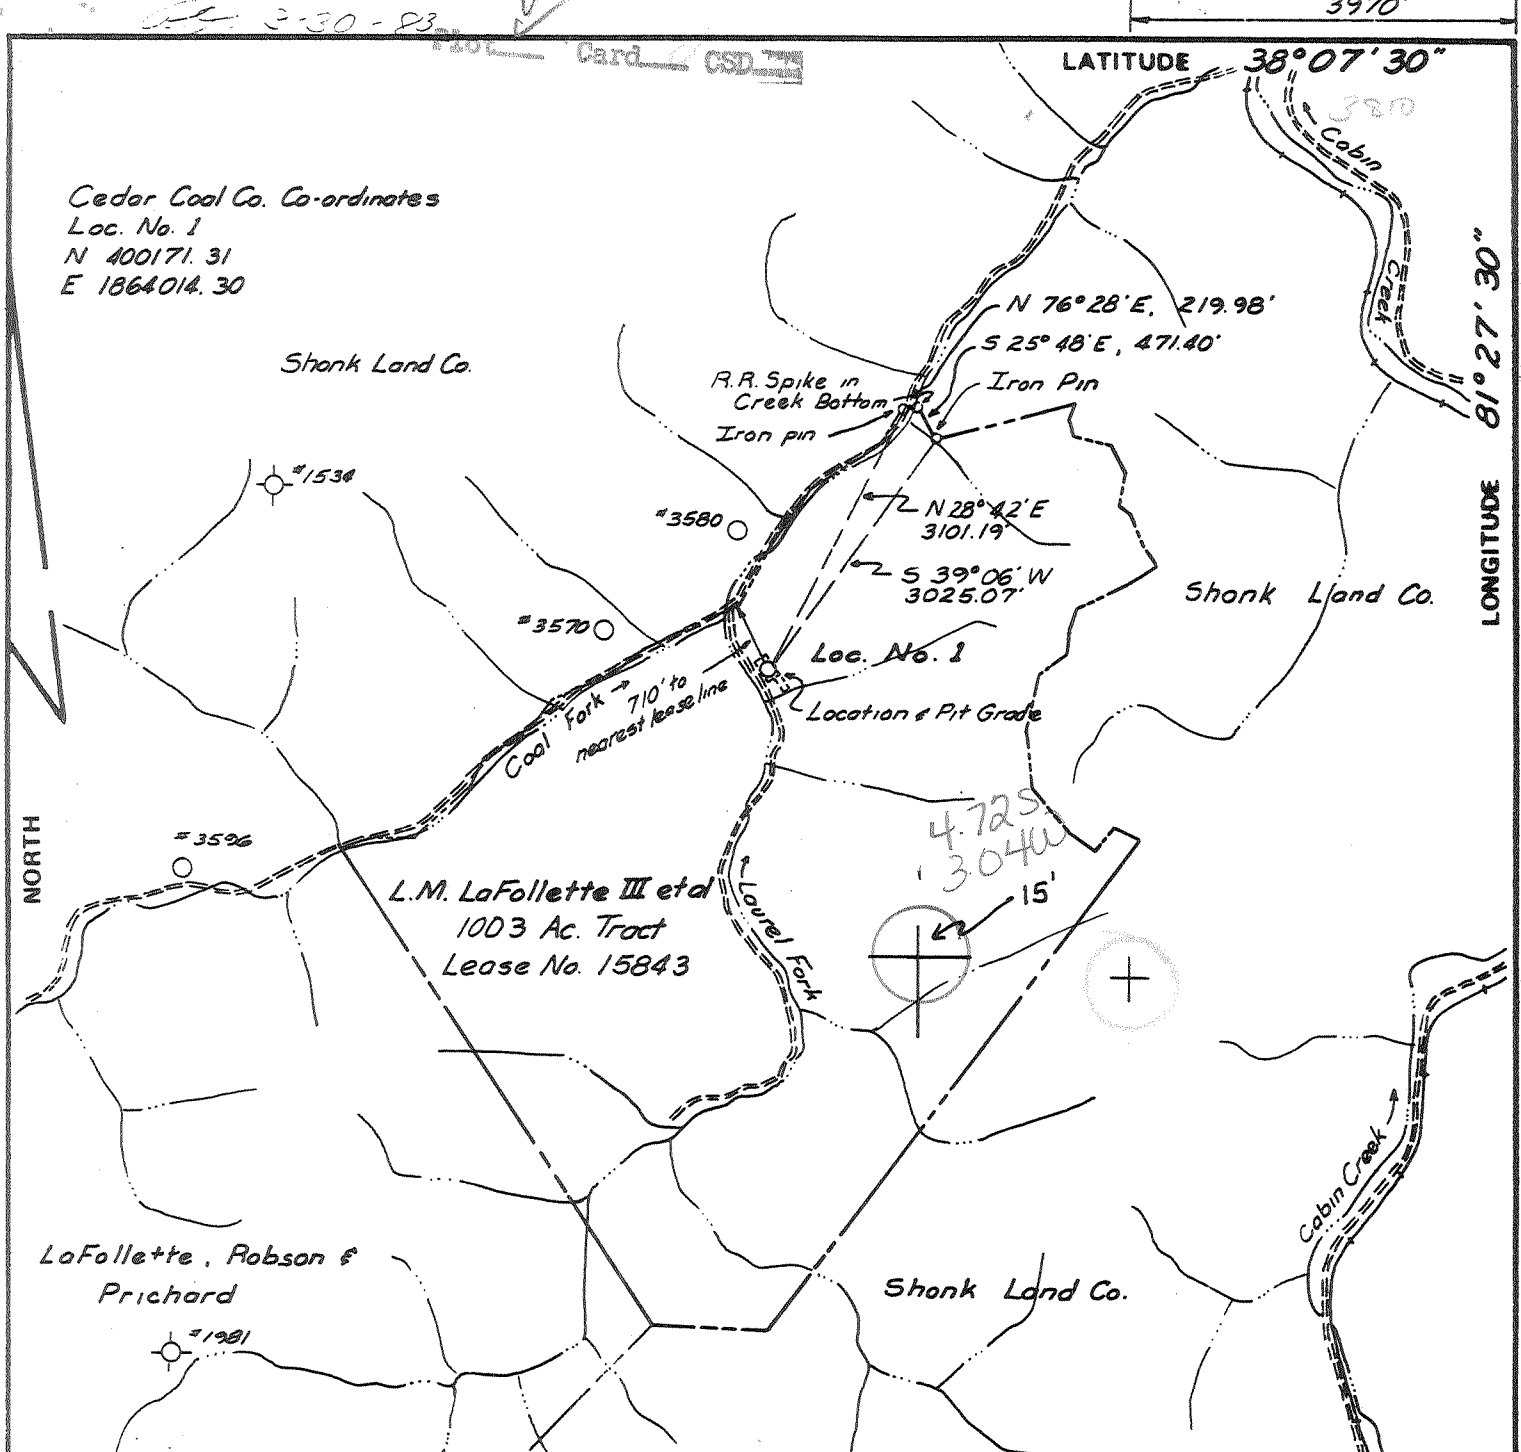 3-30-83
3970'
Plot Card CSD
LATITUDE 38°07'30"
3810
Cabin
Creek
Cedar Coal Co. Co-ordinates
Loc. No. 1
N 400171.31
E 1864014.30
81°27'30"
LONGITUDE
N 76°28'E, 219.98'
S 25°48'E, 471.40'
Shonk Land Co.
R.R. Spike in
Creek Bottom
Iron Pin
Iron pin
#1534
#3580
N 28°42'E
3101.19'
S 39°06'W
3025.07'
Shonk Land Co.
#3570
Loc. No. 1
Coal Fork
710' to
nearest lease line
Location & Pit Grade
NORTH
#3596
4.72S
3.04W
15'
L.M. LaFollette III et al
1003 Ac. Tract
Lease No. 15843
Laurel Fork
Cabin Creek
LaFollette, Robson &
Prichard
Shonk Land Co.
#1981